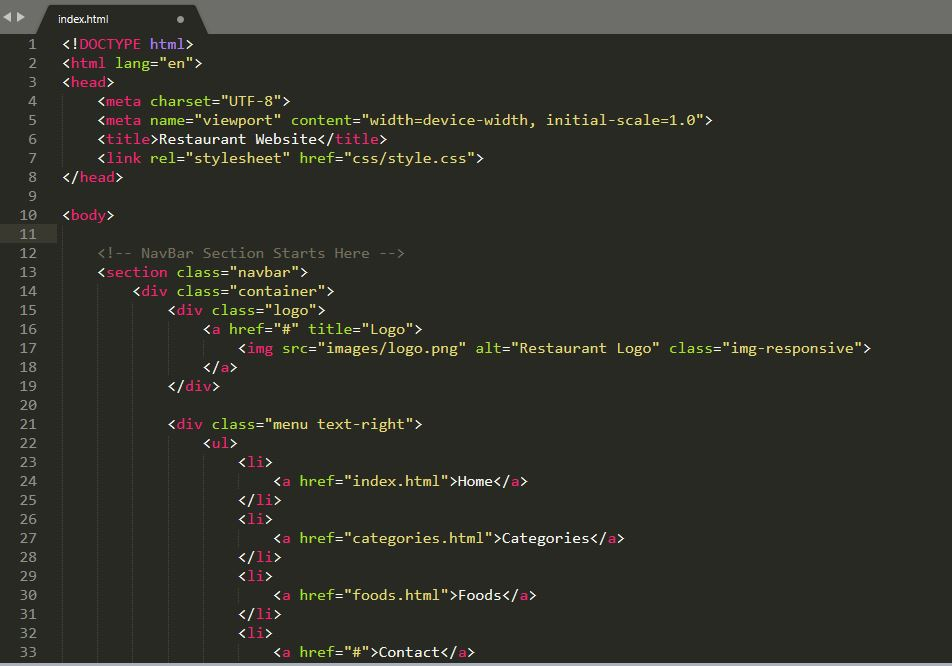 index.html
1 <!DOCTYPE html>
2 <html lang="en">
3 <head>
4     <meta charset="UTF-8">
5     <meta name="viewport" content="width=device-width, initial-scale=1.0">
6     <title>Restaurant Website</title>
7     <link rel="stylesheet" href="css/style.css">
8 </head>
9
10 <body>
11
12     <!-- NavBar Section Starts Here -->
13     <section class="navbar">
14         <div class="container">
15             <div class="logo">
16                 <a href="#" title="Logo">
17                     <img src="images/logo.png" alt="Restaurant Logo" class="img-responsive">
18                 </a>
19             </div>
20
21             <div class="menu text-right">
22                 <ul>
23                     <li>
24                         <a href="index.html">Home</a>
25                     </li>
26                     <li>
27                         <a href="categories.html">Categories</a>
28                     </li>
29                     <li>
30                         <a href="foods.html">Foods</a>
31                     </li>
32                     <li>
33                         <a href="#">Contact</a>